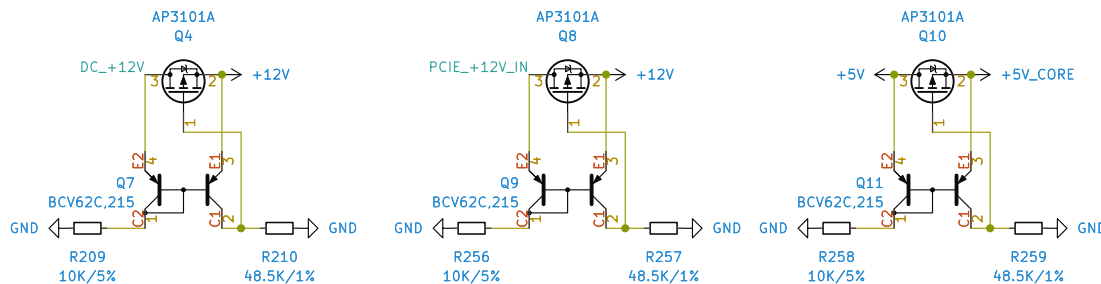 AP3101A
Q4
DC_+12V
3
2
+12V
1
E2
4
E1
3
Q7
BCV62C,215
C2
1
C1
2
GND
GND
R209
10K/5%
R210
48.5K/1%
AP3101A
Q8
PCIE_+12V_IN
3
2
+12V
1
E2
4
E1
3
Q9
BCV62C,215
C2
1
C1
2
GND
GND
R256
10K/5%
R257
48.5K/1%
AP3101A
Q10
+5V
3
2
+5V_CORE
1
E2
4
E1
3
Q11
BCV62C,215
C2
1
C1
2
GND
GND
R258
10K/5%
R259
48.5K/1%